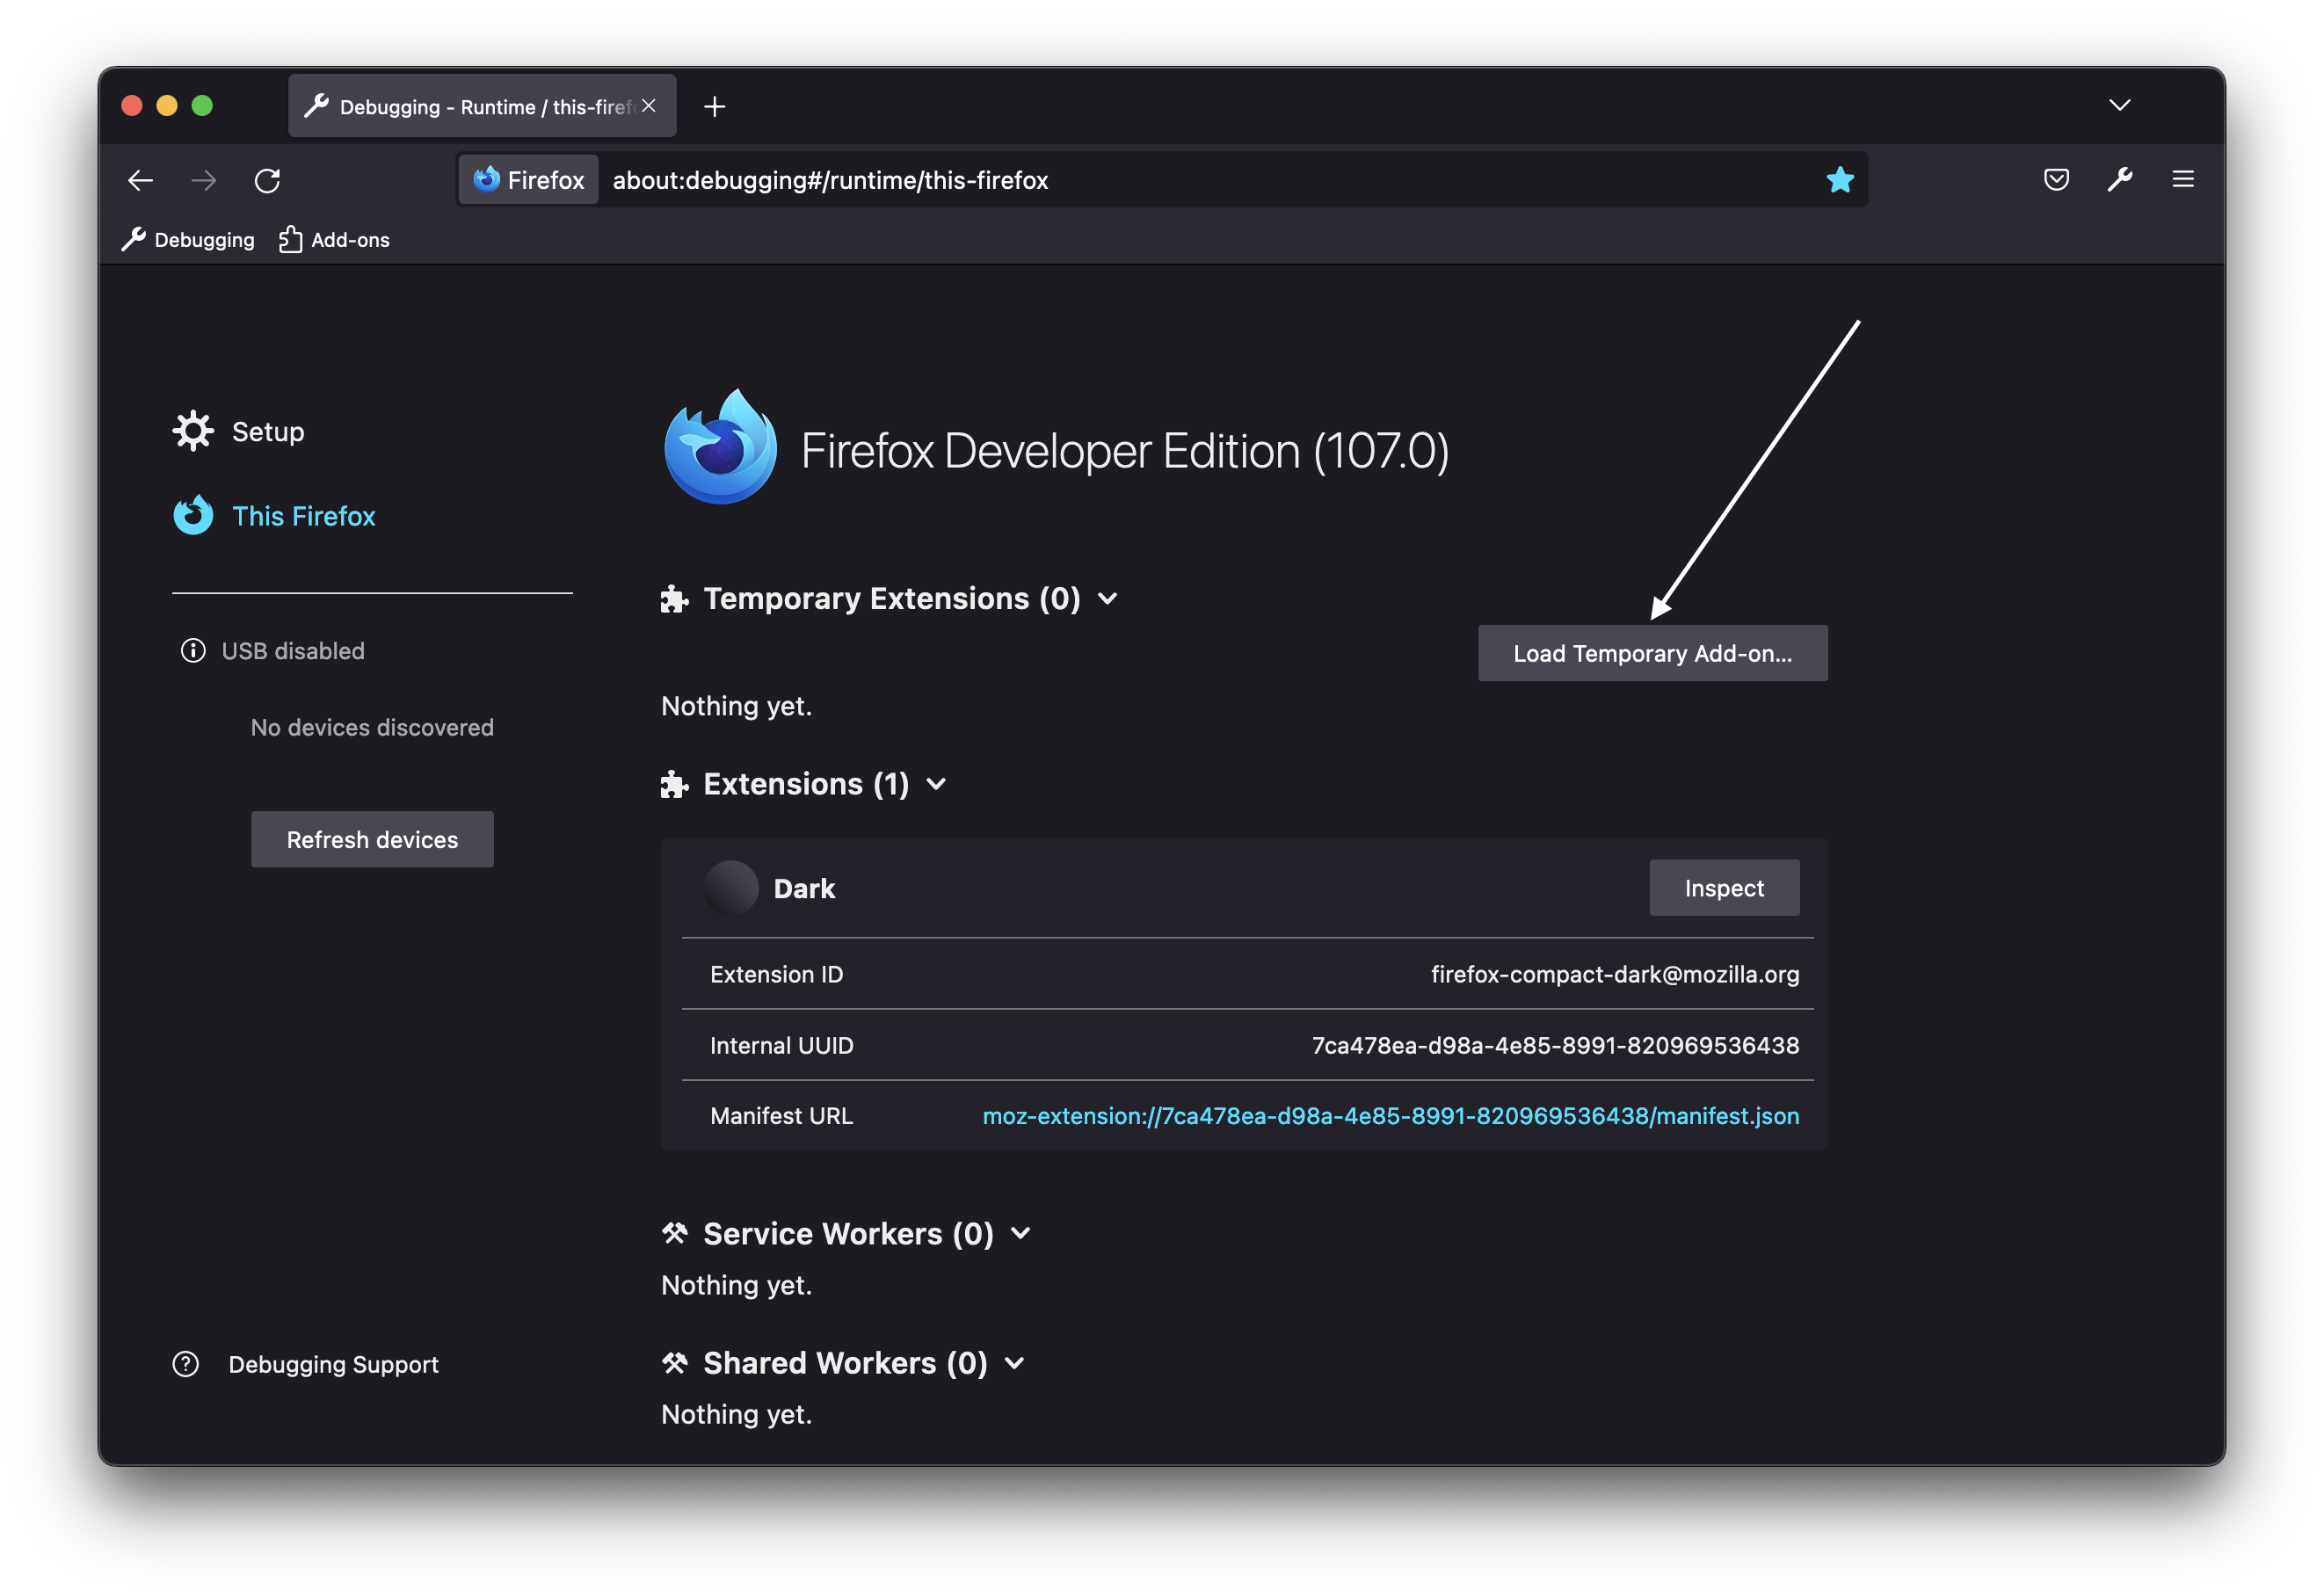 Debugging - Runtime / this-firef
Firefox about:debugging#/runtime/this-firefox
Debugging Add-ons
Setup
This Firefox
USB disabled
No devices discovered
Refresh devices
Debugging Support
Firefox Developer Edition (107.0)
Temporary Extensions (0)
Load Temporary Add-on...
Nothing yet.
Extensions (1)
Dark Inspect
Extension ID firefox-compact-dark@mozilla.org
Internal UUID 7ca478ea-d98a-4e85-8991-820969536438
Manifest URL moz-extension://7ca478ea-d98a-4e85-8991-820969536438/manifest.json
Service Workers (0)
Nothing yet.
Shared Workers (0)
Nothing yet.